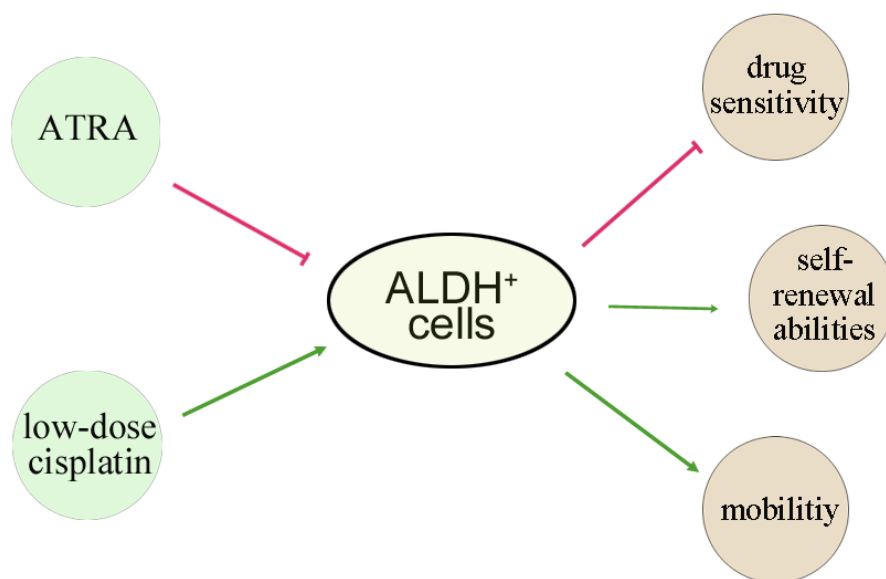 ATRA
low-dose
cisplatin
ALDH⁺
cells
drug
sensitivity
self-
renewal
abilities
mobilitiy